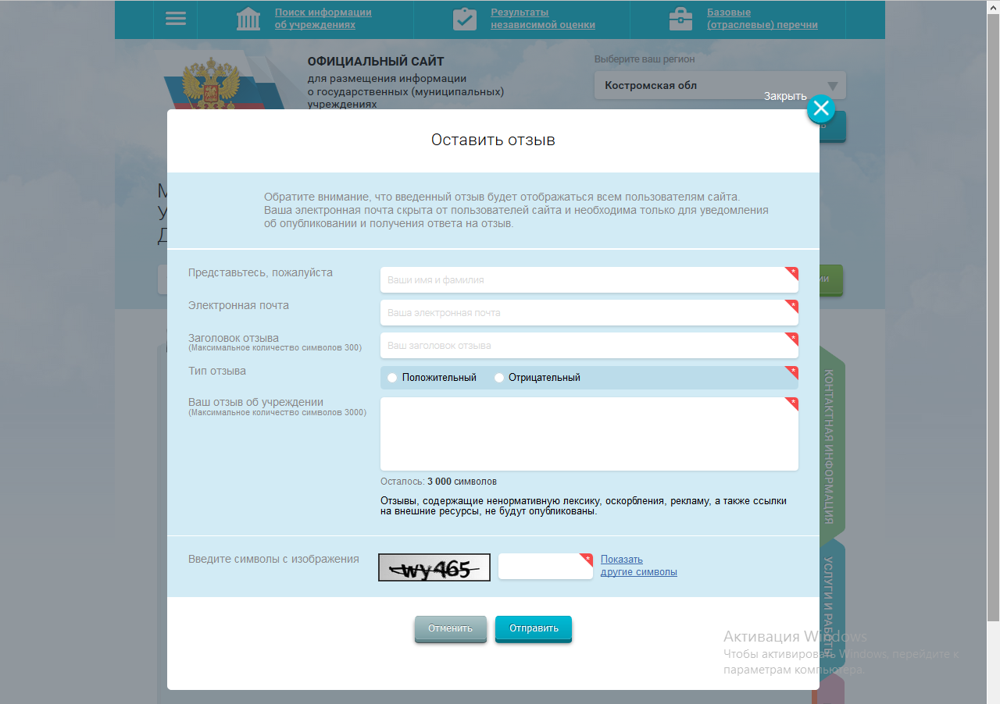 Поиск информации
об учреждениях
Результаты
независимой оценки
Базовые
(отраслевые) перечни
ОФИЦИАЛЬНЫЙ САЙТ
для размещения информации
о государственных (муниципальных)
учреждениях
Выберите ваш регион
Костромская обл
Закрыть
Оставить отзыв
Обратите внимание, что введенный отзыв будет отображаться всем пользователям сайта.
Ваша электронная почта скрыта от пользователей сайта и необходима только для уведомления
об опубликовании и получения ответа на отзыв.
Представьтесь, пожалуйста
Ваши имя и фамилия
*
Электронная почта
Ваша электронная почта
*
Заголовок отзыва
(Максимальное количество символов 300)
Ваш заголовок отзыва
*
Тип отзыва
Положительный
Отрицательный
*
Ваш отзыв об учреждении
(Максимальное количество символов 3000)
*
Осталось: 3 000 символов
Отзывы, содержащие ненормативную лексику, оскорбления, рекламу, а также ссылки
на внешние ресурсы, не будут опубликованы.
КОНТАКТНАЯ ИНФОРМАЦИЯ
УСЛУГИ И РАБОТЫ
Введите символы с изображения
wy465
*
Показать
другие символы
Отменить
Отправить
Активация Windows
Чтобы активировать Windows, перейдите к
параметрам компьютера.